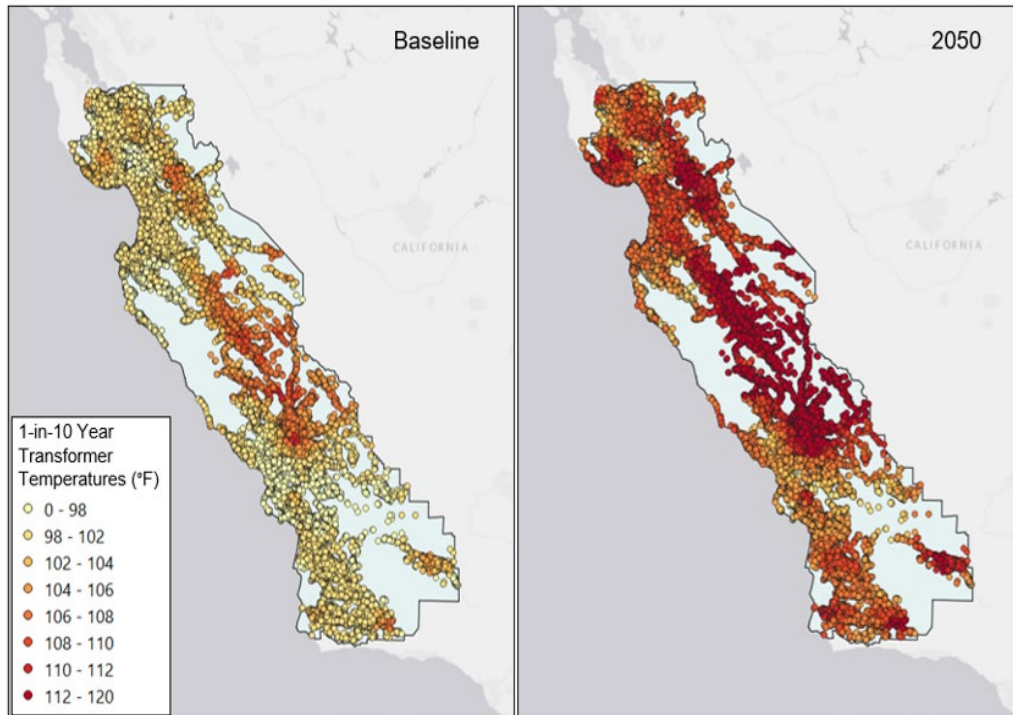 Baseline
CALIFORNIA
1-in-10 Year
Transformer
Temperatures (°F)
0 - 98
98 - 102
102 - 104
104 - 106
106 - 108
108 - 110
110 - 112
112 - 120
2050
CALIFORNIA